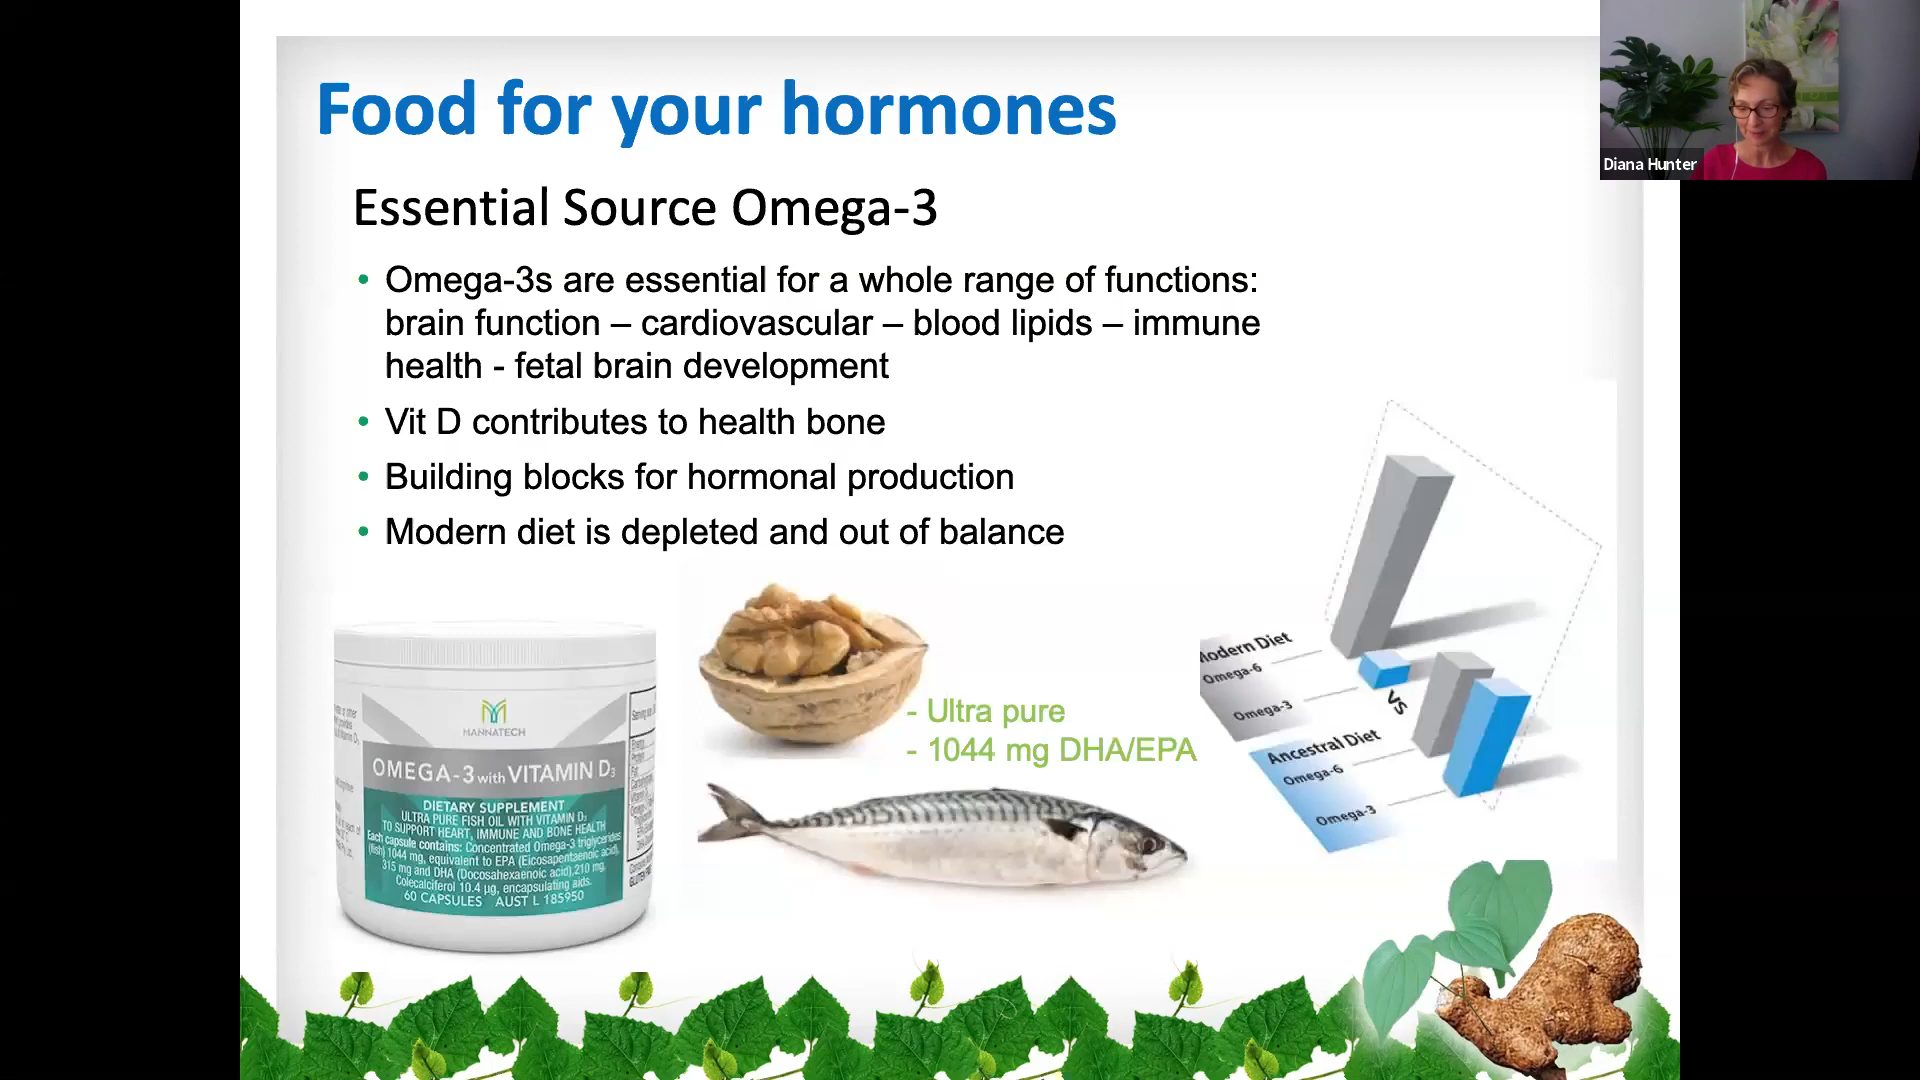 Food for your hormones
Diana Hunter
Essential Source Omega-3
• Omega-3s are essential for a whole range of functions:
brain function – cardiovascular – blood lipids – immune
health - fetal brain development
• Vit D contributes to health bone
• Building blocks for hormonal production
• Modern diet is depleted and out of balance
- Ultra pure
- 1044 mg DHA/EPA
MANNATECH
OMEGA-3 with VITAMIN D3
DIETARY SUPPLEMENT
ULTRA PURE FISH OIL WITH VITAMIN D3
TO SUPPORT HEART, IMMUNE AND BONE HEALTH
Each capsule contains: Concentrated Omega-3 triglycerides
(fish) 1044 mg, equivalent to EPA (Eicosapentaenoic acid)
315 mg and DHA (Docosahexaenoic acid),210 mg,
Colecalciferol 10.4 µg, encapsulating aids.
60 CAPSULES AUST L 185950
Modern Diet
Omega-6
Omega-3
VS
Ancestral Diet
Omega-6
Omega-3